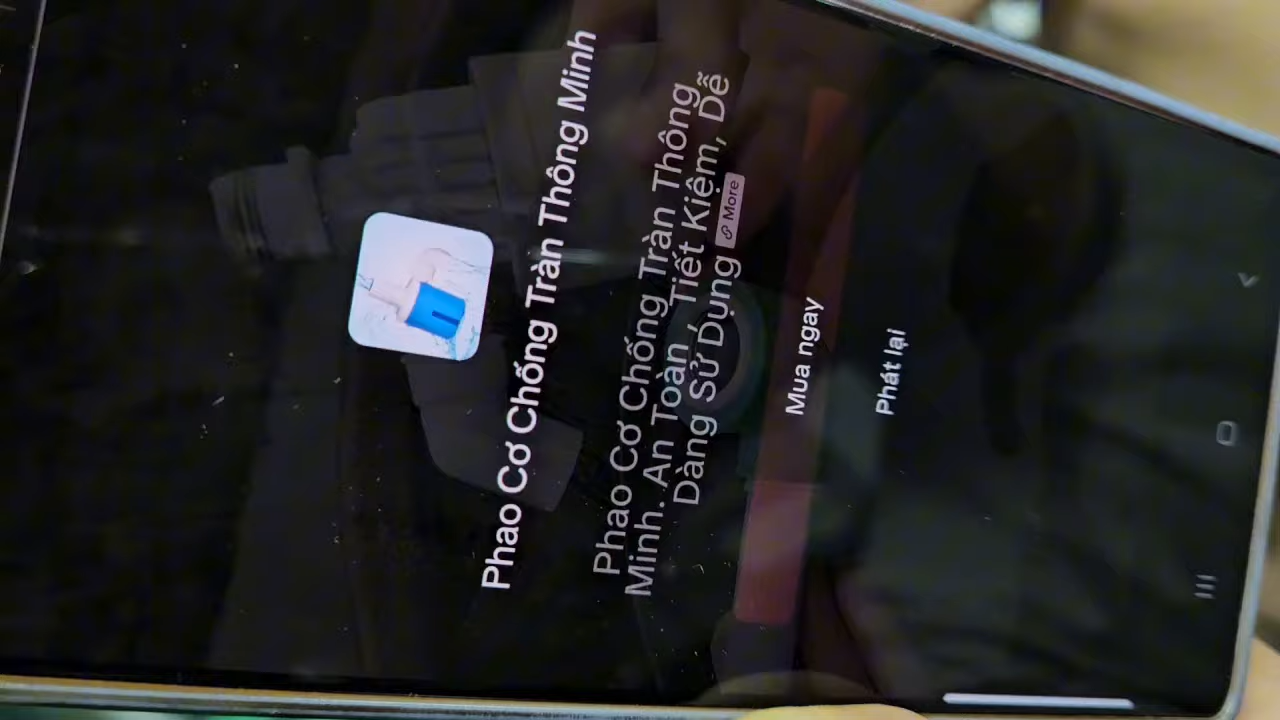 Phao Cơ Chống Tràn Thông Minh
Phao Cơ Chống Tràn Thông
Minh. An Toàn , Tiết Kiệm, Dễ
Dàng Sử Dụng More
Mua ngay
Phát lại